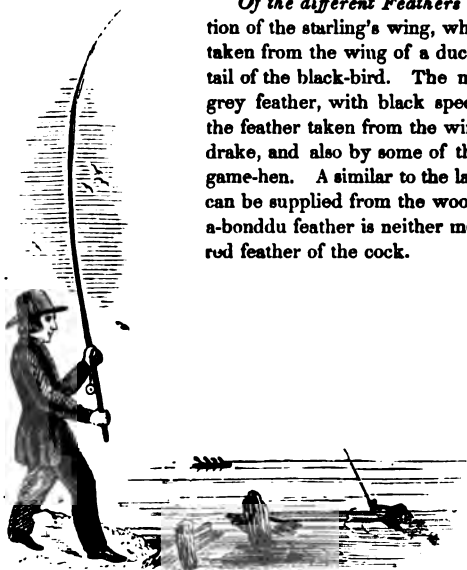 Of the different Feathers
tion of the starling's wing, wh
taken from the wing of a duc
tail of the black-bird. The m
grey feather, with black spec
the feather taken from the win
drake, and also by some of th
game-hen. A similar to the la
can be supplied from the woo
a-bonddu feather is neither mo
red feather of the cock.